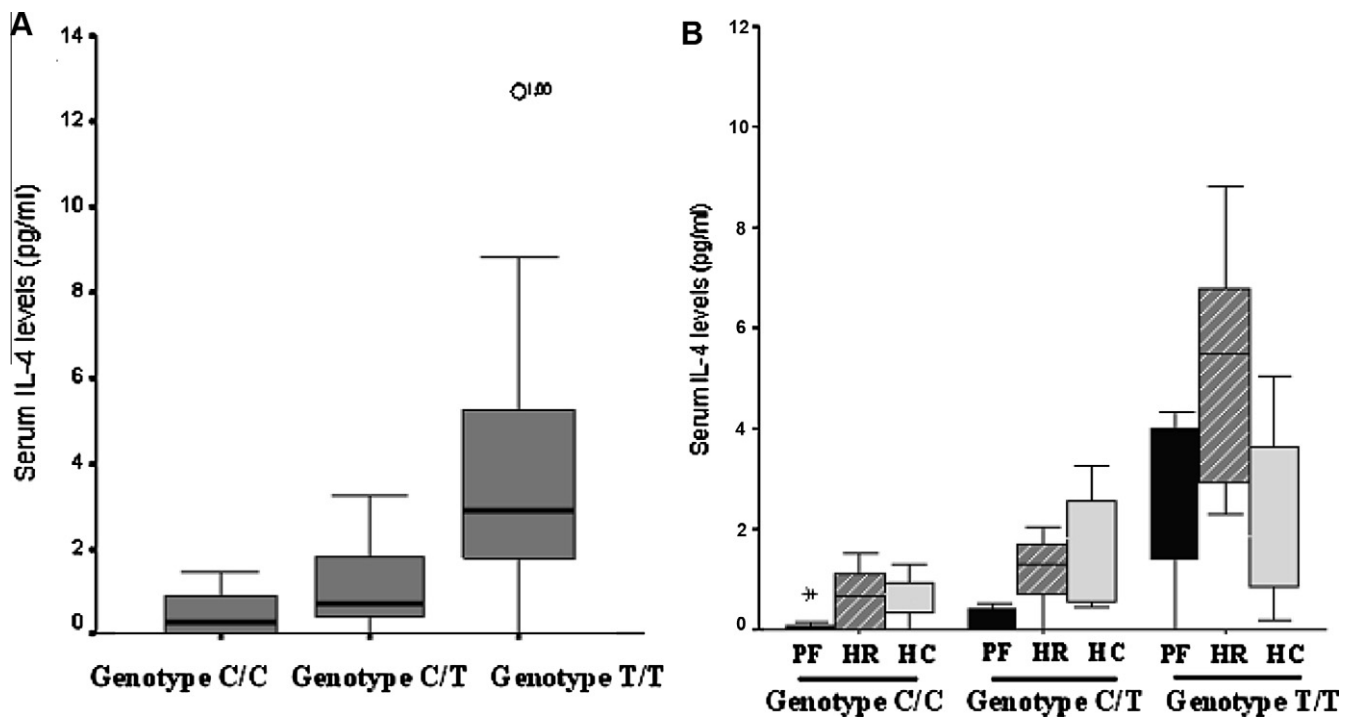 A
Serum IL-4 levels (pg/ml)
14
12
10
8
6
4
2
0
1,00
Genotype C/C
Genotype C/T
Genotype T/T
B
Serum IL-4 levels (pg/ml)
12
10
8
6
4
2
0
PF HR HC
PF HR HC
PF HR HC
Genotype C/C
Genotype C/T
Genotype T/T